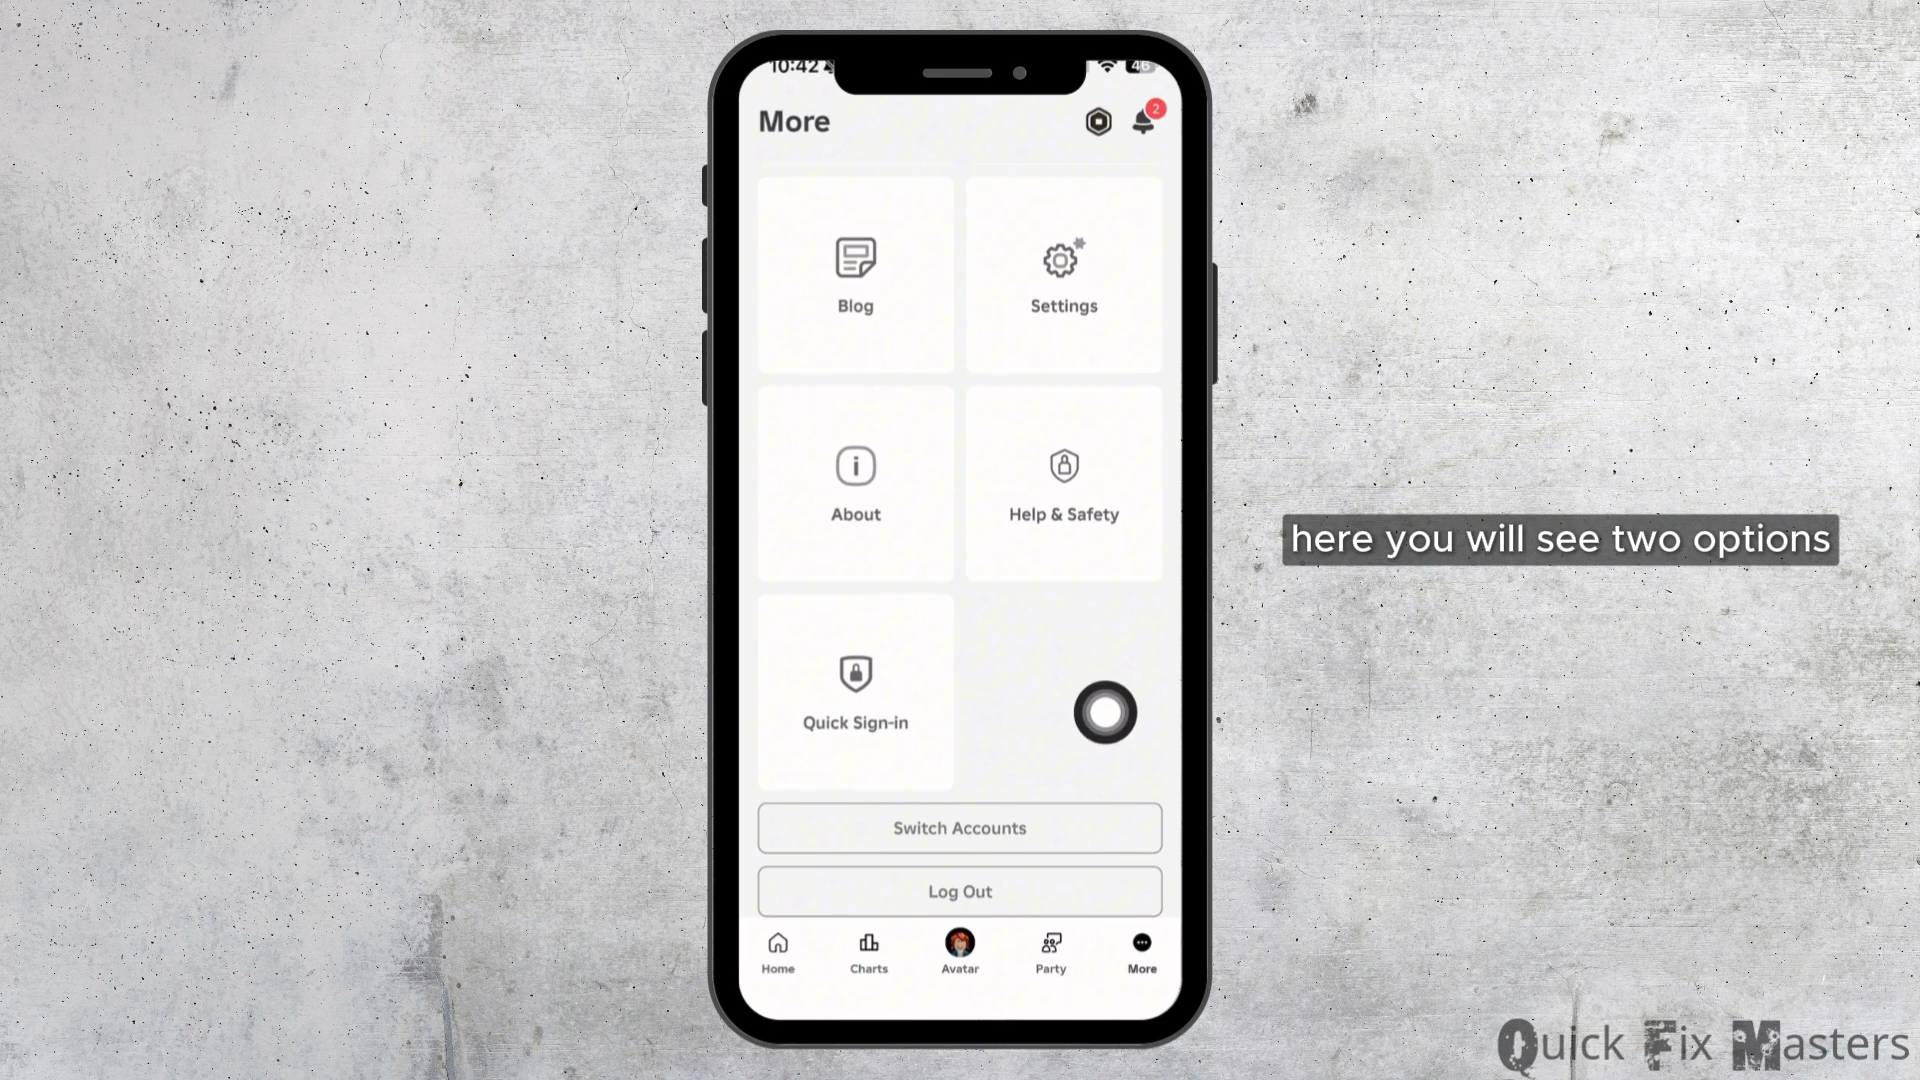 10:42
46
More
2
Blog
Settings
About
Help & Safety
here you will see two options
Quick Sign-in
Switch Accounts
Log Out
Home
Charts
Avatar
Party
More
Quick Fix Masters